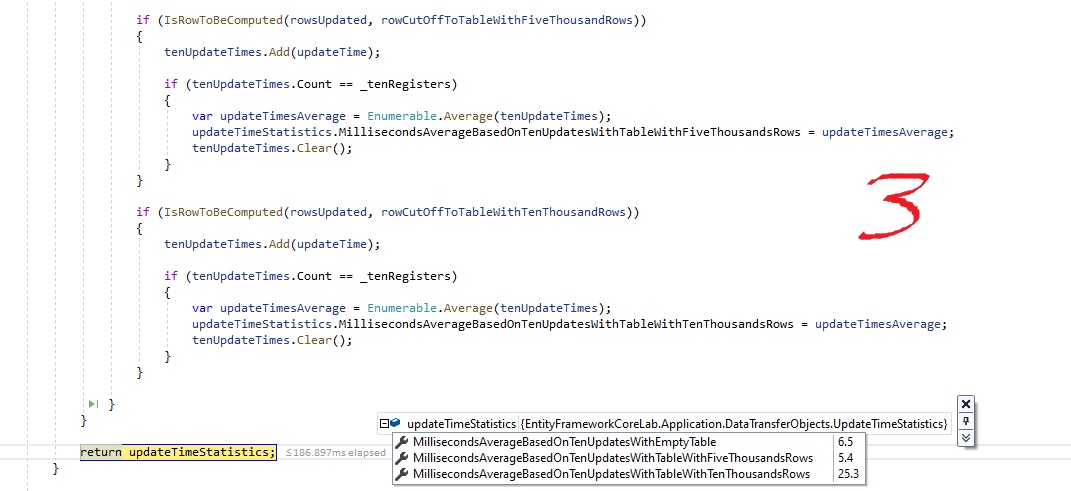 if (IsRowToBeComputed(rowsUpdated, rowCutOffToTableWithFiveThousandRows))
{
tenUpdateTimes.Add(updateTime);
if (tenUpdateTimes.Count == _tenRegisters)
{
var updateTimesAverage = Enumerable.Average(tenUpdateTimes);
updateTimeStatistics.MillisecondsAverageBasedOnTenUpdatesWithTableWithFiveThousandsRows = updateTimesAverage;
tenUpdateTimes.Clear();
}
}
3
if (IsRowToBeComputed(rowsUpdated, rowCutOffToTableWithTenThousandRows))
{
tenUpdateTimes.Add(updateTime);
if (tenUpdateTimes.Count == _tenRegisters)
{
var updateTimesAverage = Enumerable.Average(tenUpdateTimes);
updateTimeStatistics.MillisecondsAverageBasedOnTenUpdatesWithTableWithTenThousandsRows = updateTimesAverage;
tenUpdateTimes.Clear();
}
}
}
}
updateTimeStatistics {EntityFrameworkCoreLab.Application.DataTransferObjects.UpdateTimeStatistics}
MillisecondsAverageBasedOnTenUpdatesWithEmptyTable 6.5
return updateTimeStatistics; ≤186.897ms elapsed
MillisecondsAverageBasedOnTenUpdatesWithTableWithFiveThousandsRows 5.4
MillisecondsAverageBasedOnTenUpdatesWithTableWithTenThousandsRows 25.3
}